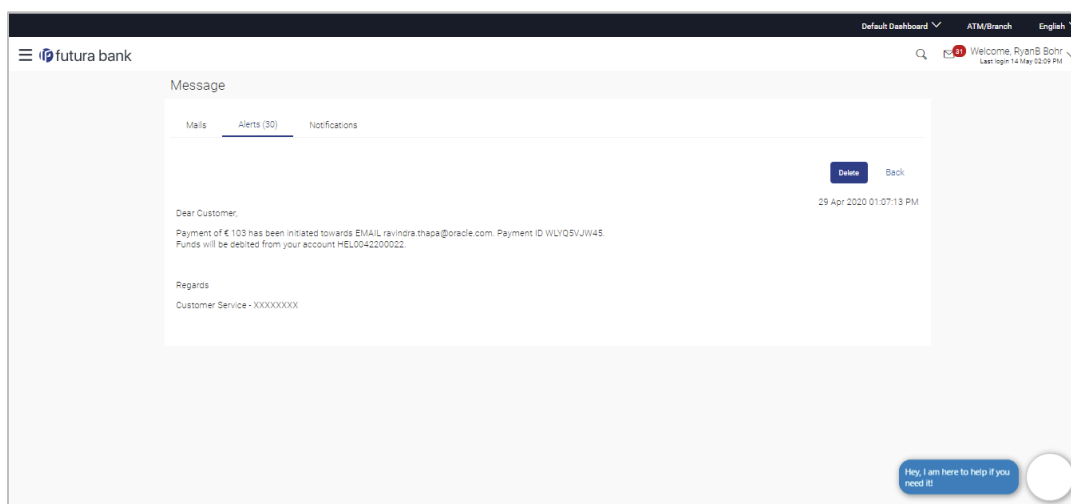 Default Dashboard ATM/Branch English
futura bank
31 Welcome, RyanB Bohr
Last login 14 May 02:09 PM
Message
Mails Alerts (30) Notifications
Delete Back
29 Apr 2020 01:07:13 PM
Dear Customer,
Payment of € 103 has been initiated towards EMAIL ravindra.thapa@oracle.com. Payment ID WLYQ5VJW45.
Funds will be debited from your account HEL0042200022.
Regards
Customer Service - XXXXXXXX
Hey, I am here to help if you
need it!